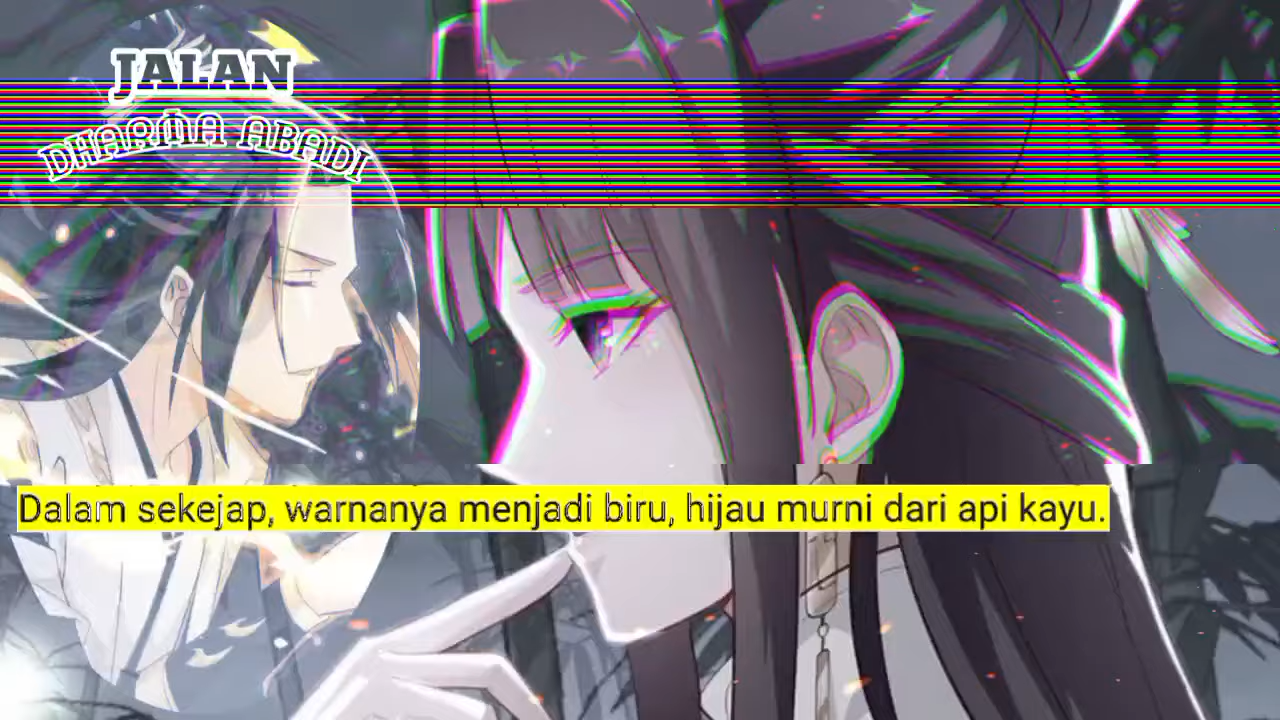 JALAN
DHARMA ABADI
Dalam sekejap, warnanya menjadi biru, hijau murni dari api kayu.